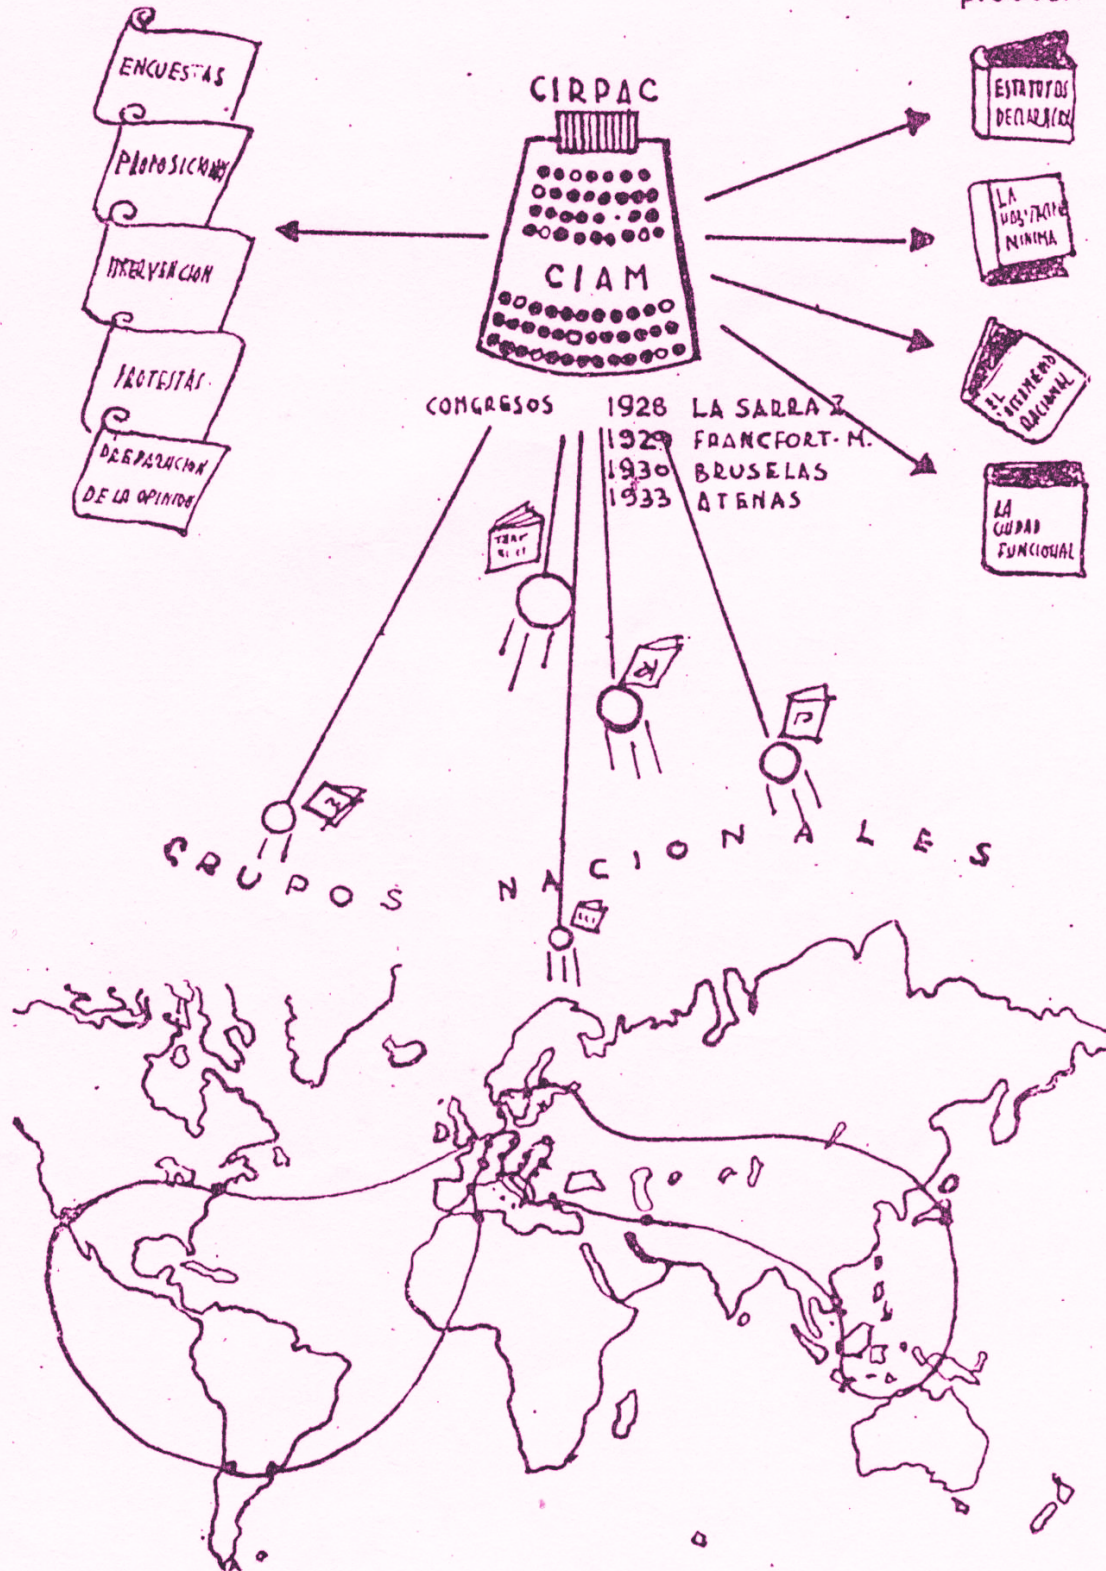 ENCUESTAS
PROPOSICIONES
INTERVENCION
PROTESTAS.
PREPARACION
DE LA OPINION
CIRPAC
CIAM
ESTATUTOS
DECLARACION
LA
HABITACION
MINIMA
EL
RACIONAL
LA
CIUDAD
FUNCIONAL
CONGRESOS
1928 LA SARRAZ
1929 FRANCFORT-M.
1930 BRUSELAS
1933 ATENAS
GRUPOS NACIONALES